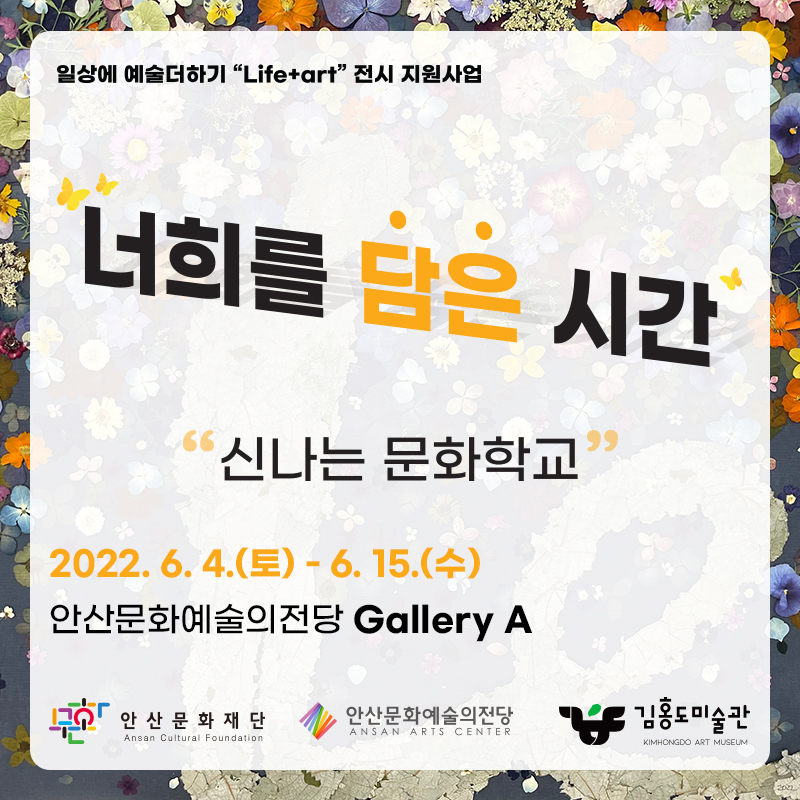 일상에 예술더하기 “Life+art” 전시 지원사업
너희를 담은 시간
“신나는 문화학교”
2022. 6. 4.(토) - 6. 15.(수)
안산문화예술의전당 Gallery A
안산문화재단
Ansan Cultural Foundation
안산문화예술의전당
ANSAN ARTS CENTER
김홍도미술관
KIMHONGDO ART MUSEUM